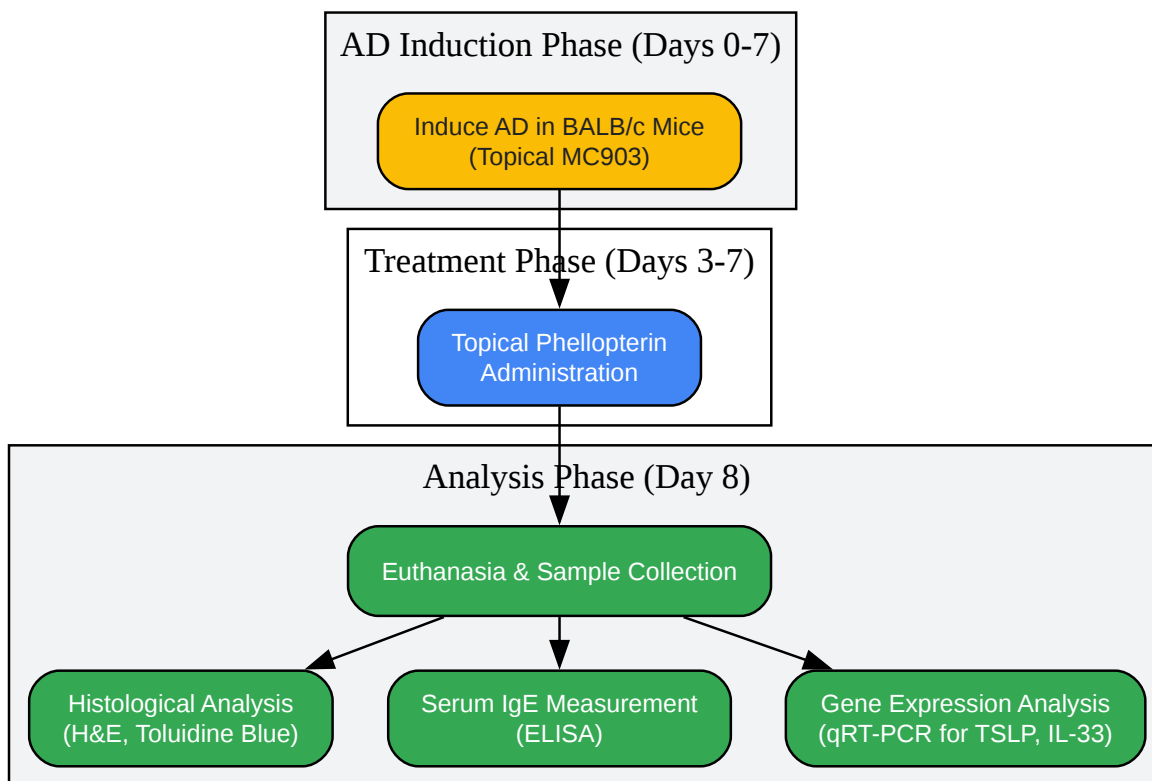 AD Induction Phase (Days 0-7)
Induce AD in BALB/c Mice
(Topical MC903)
Treatment Phase (Days 3-7)
Topical Phellopterin
Administration
Analysis Phase (Day 8)
Euthanasia & Sample Collection
Histological Analysis
(H&E, Toluidine Blue)
Serum IgE Measurement
(ELISA)
Gene Expression Analysis
(qRT-PCR for TSLP, IL-33)